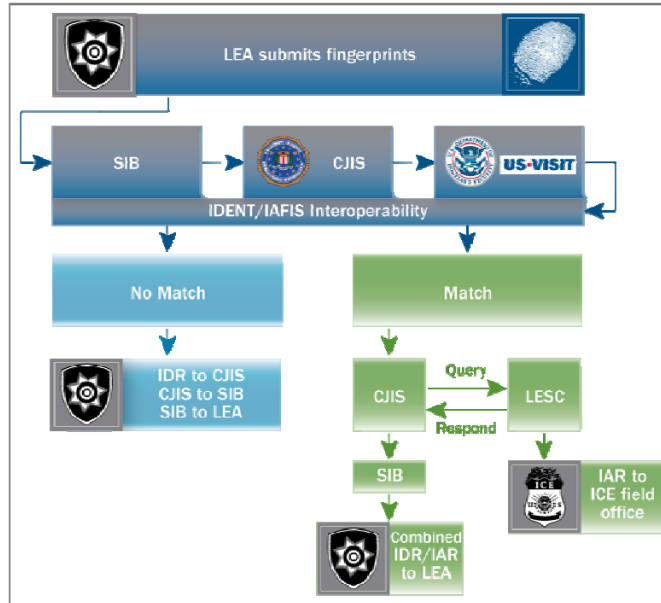 LEA submits fingerprints
SIB
CJIS
US-VISIT
IDENT/IAFIS Interoperability
No Match
Match
IDR to CJIS
CJIS to SIB
SIB to LEA
CJIS
Query
Respond
LESC
SIB
ICE
IAR to
ICE field
office
Combined
IDR/IAR
to LEA